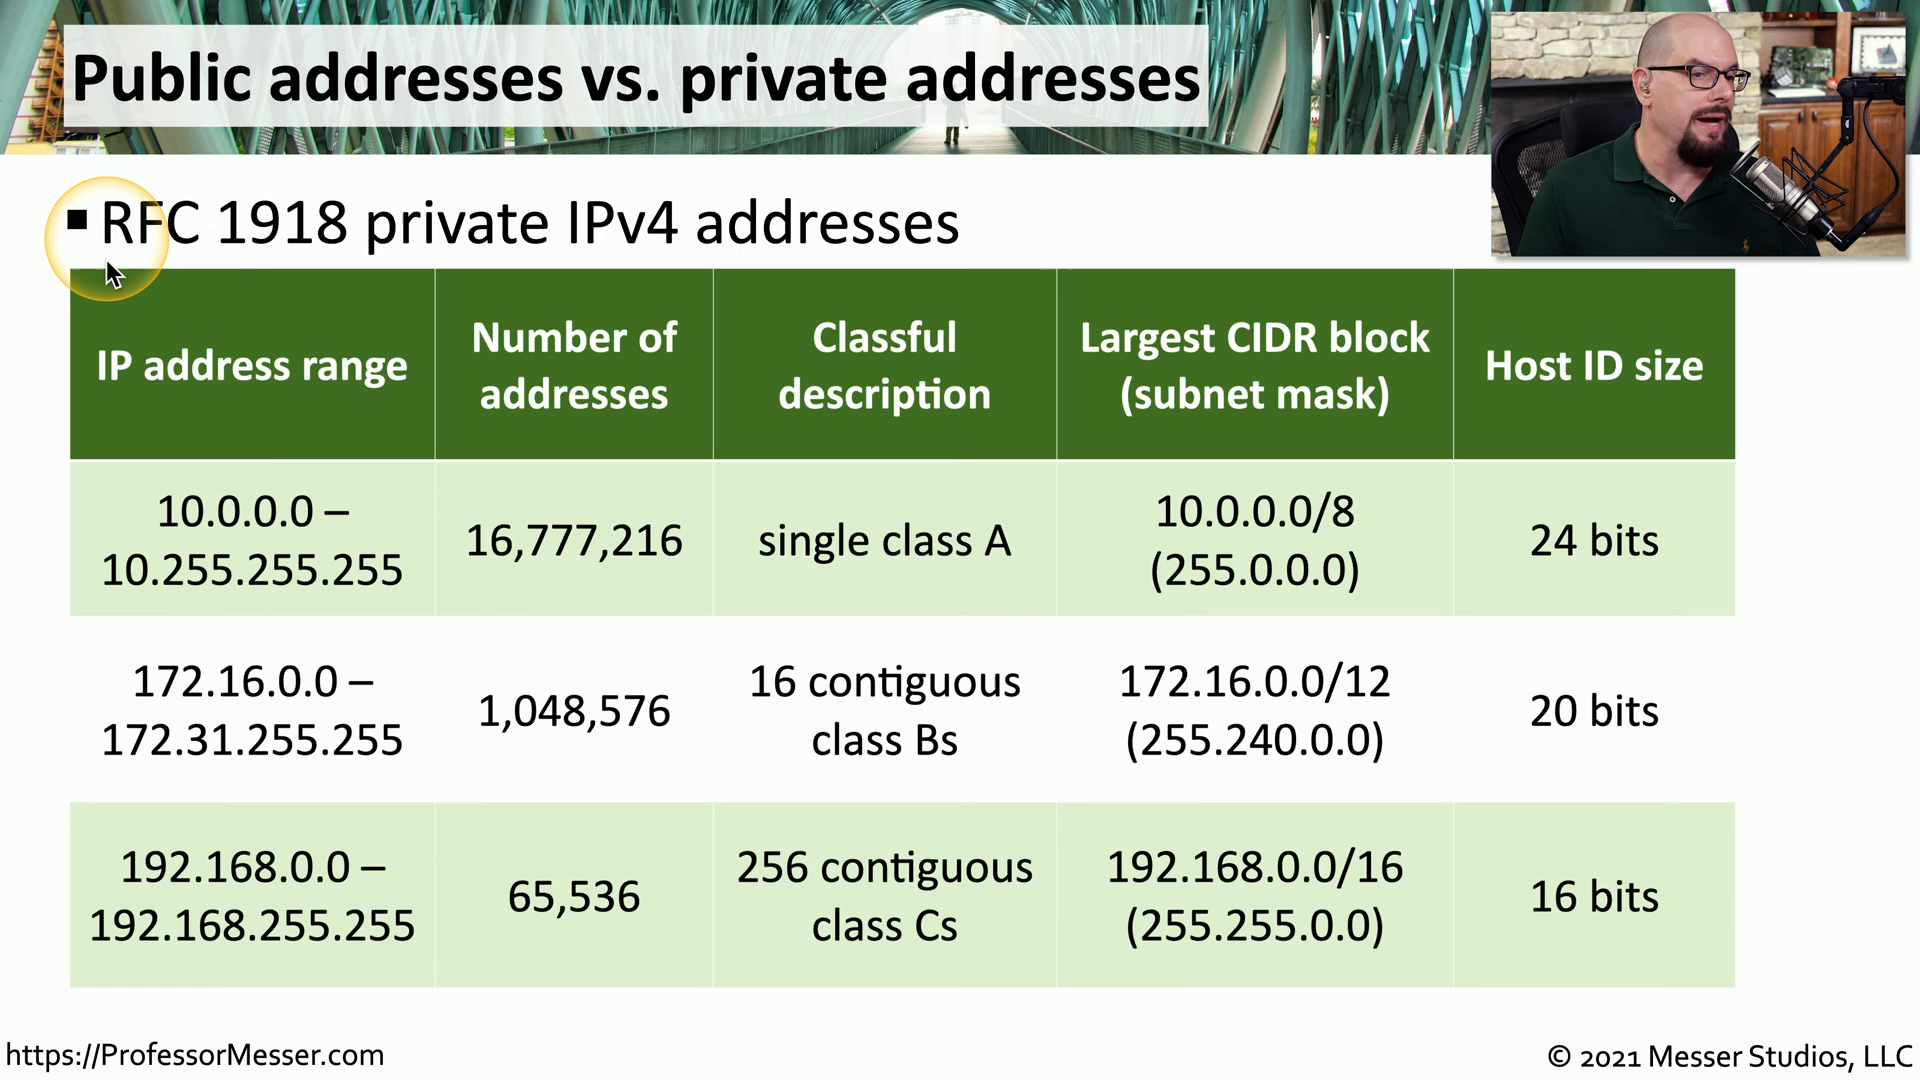 Public addresses vs. private addresses
▪ RFC 1918 private IPv4 addresses
IP address range
Number of
addresses
Classful
description
Largest CIDR block
(subnet mask)
Host ID size
10.0.0.0 –
10.255.255.255
16,777,216
single class A
10.0.0.0/8
(255.0.0.0)
24 bits
172.16.0.0 –
172.31.255.255
1,048,576
16 contiguous
class Bs
172.16.0.0/12
(255.240.0.0)
20 bits
192.168.0.0 –
192.168.255.255
65,536
256 contiguous
class Cs
192.168.0.0/16
(255.255.0.0)
16 bits
https://ProfessorMesser.com
© 2021 Messer Studios, LLC